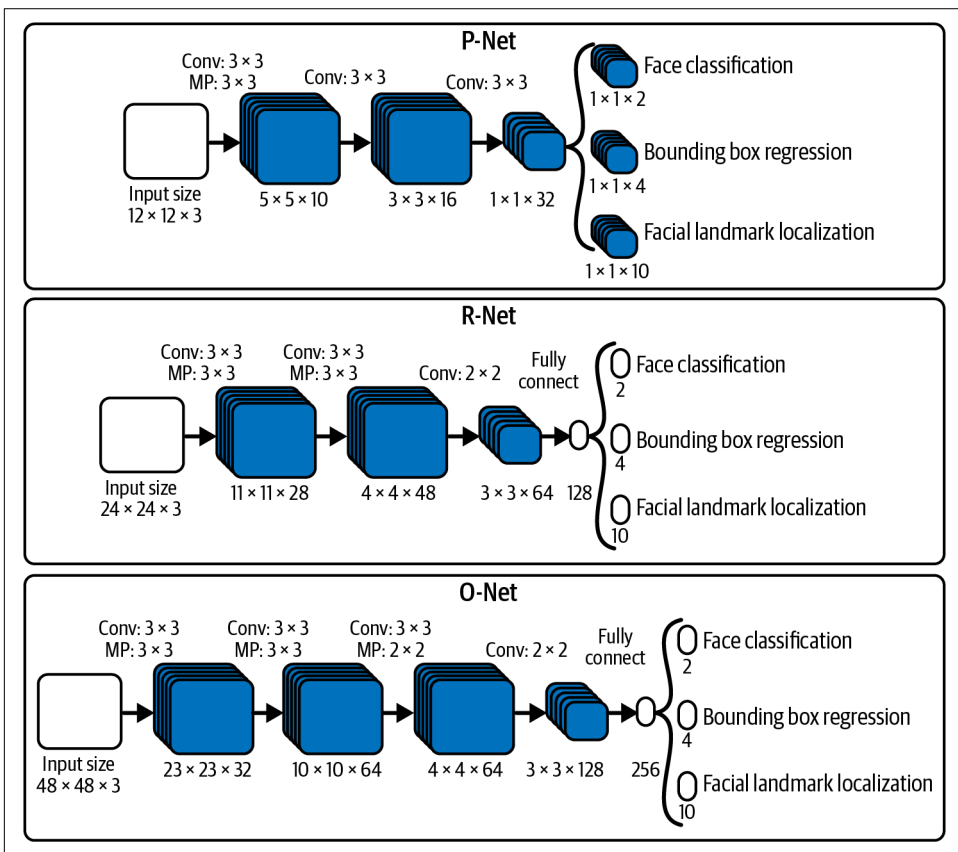 P-Net
Conv: 3 × 3
MP: 3 × 3
Conv: 3 × 3
Conv: 3 × 3
Input size
12 × 12 × 3
5 × 5 × 10
3 × 3 × 16
1 × 1 × 32
Face classification
1 × 1 × 2
Bounding box regression
1 × 1 × 4
Facial landmark localization
1 × 1 × 10
R-Net
Conv: 3 × 3
MP: 3 × 3
Conv: 3 × 3
MP: 3 × 3
Conv: 2 × 2
Fully
connect
Input size
24 × 24 × 3
11 × 11 × 28
4 × 4 × 48
3 × 3 × 64
128
Face classification
2
Bounding box regression
4
Facial landmark localization
10
O-Net
Conv: 3 × 3
MP: 3 × 3
Conv: 3 × 3
MP: 3 × 3
Conv: 3 × 3
MP: 2 × 2
Conv: 2 × 2
Fully
connect
Input size
48 × 48 × 3
23 × 23 × 32
10 × 10 × 64
4 × 4 × 64
3 × 3 × 128
256
Face classification
2
Bounding box regression
4
Facial landmark localization
10